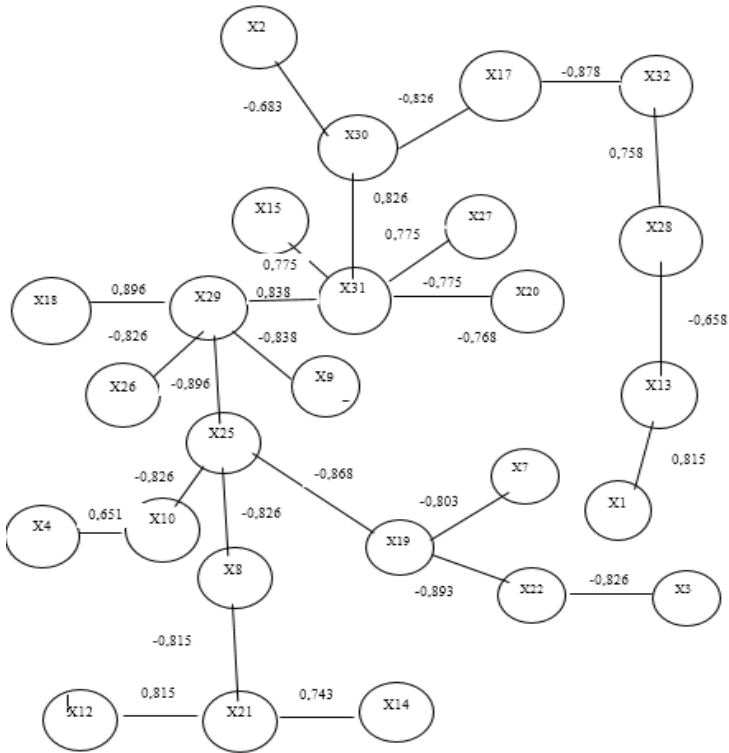 X2
X17
-0,878
X32
-0.683
-0,826
X30
0,758
X15
0,826
X27
0,775
X28
0,775
X18
0,896
X29
0,838
X31
-0,775
X20
-0,826
-0,838
-0,768
-0,658
X26
-0,896
X9
_
X13
X25
0,815
-0,826
-0,868
X7
-0,803
X1
X4
0,651
X10
-0,826
X19
X8
-0,893
X22
-0,826
X3
-0,815
X12
0,815
X21
0,743
X14